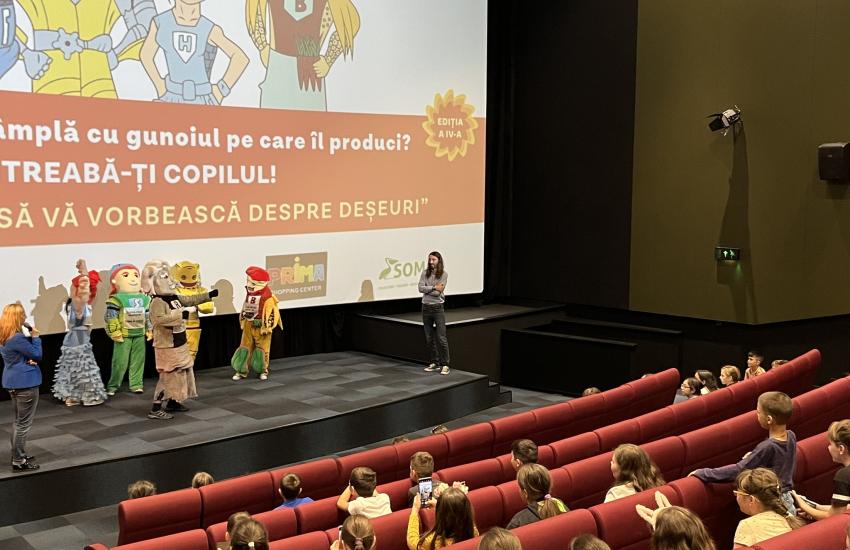 H
B
EDIȚIA
A IV-A
âmplă cu gunoiul pe care îl produci?
TREABĂ-ȚI COPILUL!
SĂ VĂ VORBEASCĂ DESPRE DEȘEURI”
PRIMA
SHOPPING CENTER
SOM
B